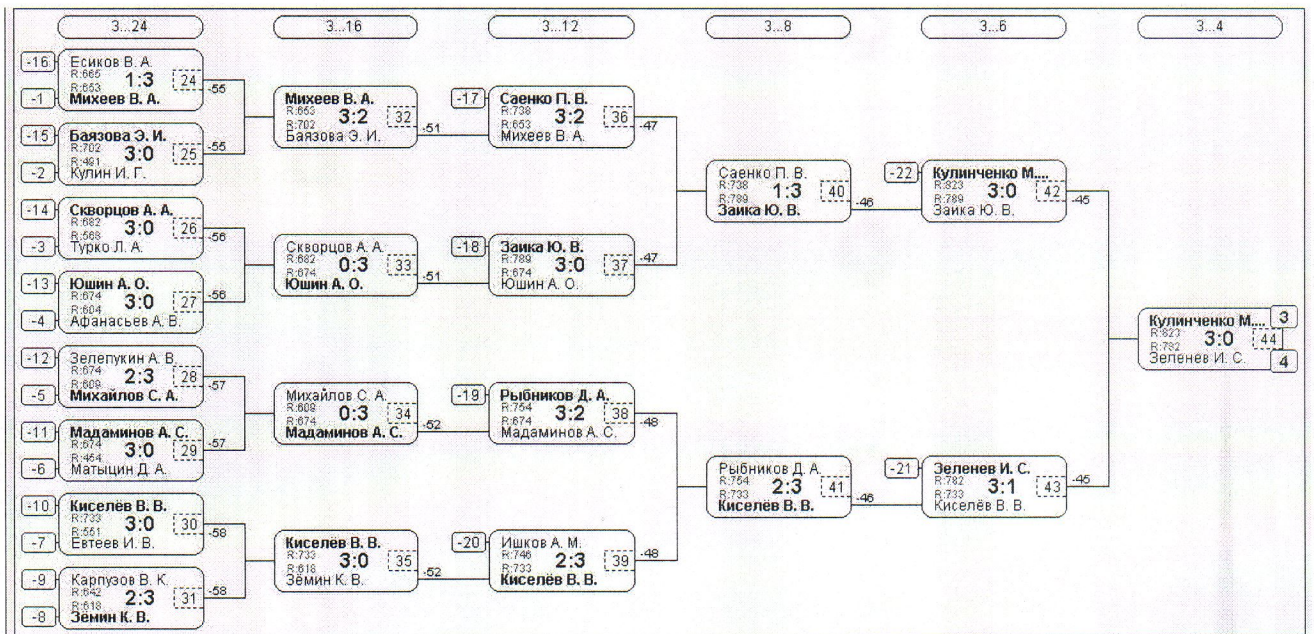 3...24
3...16
3...12
3...8
3...6
3...4
-16 Есиков В. А.
R:665
R:653 1:3 24 -55
-1 Михеев В. А.
-15 Баязова Э. И.
R:702
R:491 3:0 25 -55
-2 Кулин И. Г.
-14 Скворцов А. А.
R:682
R:568 3:0 26 -56
-3 Турко Л. А.
-13 Юшин А. О.
R:674
R:604 3:0 27 -56
-4 Афанасьев А. В.
-12 Зелепукин А. В.
R:674
R:609 2:3 28 -57
-5 Михайлов С. А.
-11 Мадаминов А. С.
R:674
R:454 3:0 29 -57
-6 Матыцин Д. А.
-10 Киселёв В. В.
R:733
R:551 3:0 30 -58
-7 Евтеев И. В.
-9 Карпузов В. К.
R:642
R:618 2:3 31 -58
-8 Зёмин К. В.
Михеев В. А.
R:653
R:702 3:2 32 -51
Баязова Э. И.
Скворцов А. А.
R:682
R:674 0:3 33 -51
Юшин А. О.
Михайлов С. А.
R:609
R:674 0:3 34 -52
Мадаминов А. С.
Киселёв В. В.
R:733
R:618 3:0 35 -52
Зёмин К. В.
-17 Саенко П. В.
R:738
R:653 3:2 36 -47
Михеев В. А.
-18 Заика Ю. В.
R:789
R:674 3:0 37 -47
Юшин А. О.
-19 Рыбников Д. А.
R:754
R:674 3:2 38 -48
Мадаминов А. С.
-20 Ишков А. М.
R:746
R:733 2:3 39 -48
Киселёв В. В.
Саенко П. В.
R:738
R:789 1:3 40 -46
Заика Ю. В.
Рыбников Д. А.
R:754
R:733 2:3 41 -46
Киселёв В. В.
-22 Кулинченко М....
R:823
R:789 3:0 42 -45
Заика Ю. В.
-21 Зеленев И. С.
R:782
R:733 3:1 43 -45
Киселёв В. В.
Кулинченко М.... 3
R:823
R:782 3:0 44
Зеленев И. С. 4